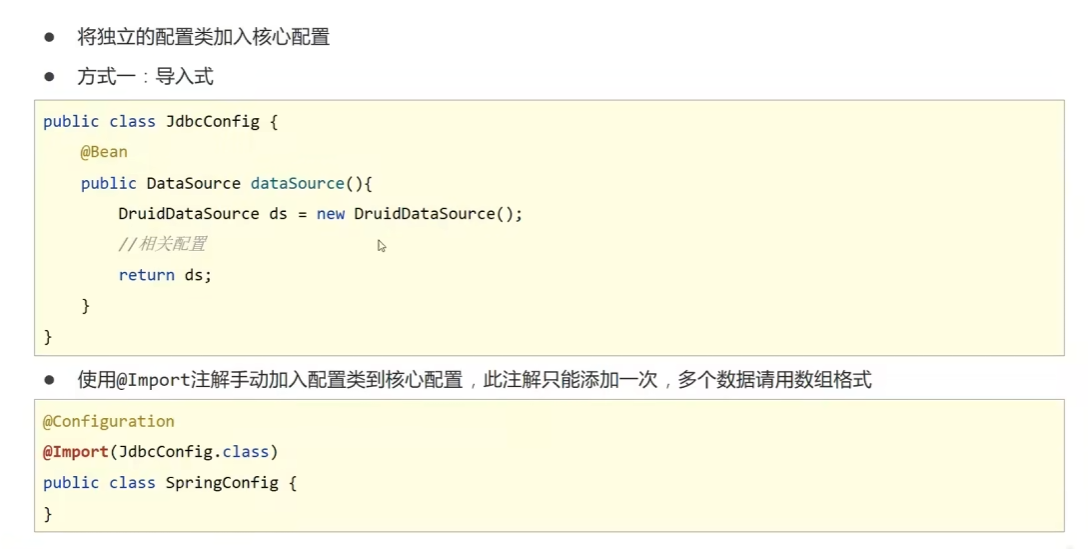 将独立的配置类加入核心配置
方式一：导入式
public class JdbcConfig {
@Bean
public DataSource dataSource(){
DruidDataSource ds = new DruidDataSource();
//相关配置
return ds;
}
}
使用@Import注解手动加入配置类到核心配置，此注解只能添加一次，多个数据请用数组格式
@Configuration
@Import(JdbcConfig.class)
public class SpringConfig {
}